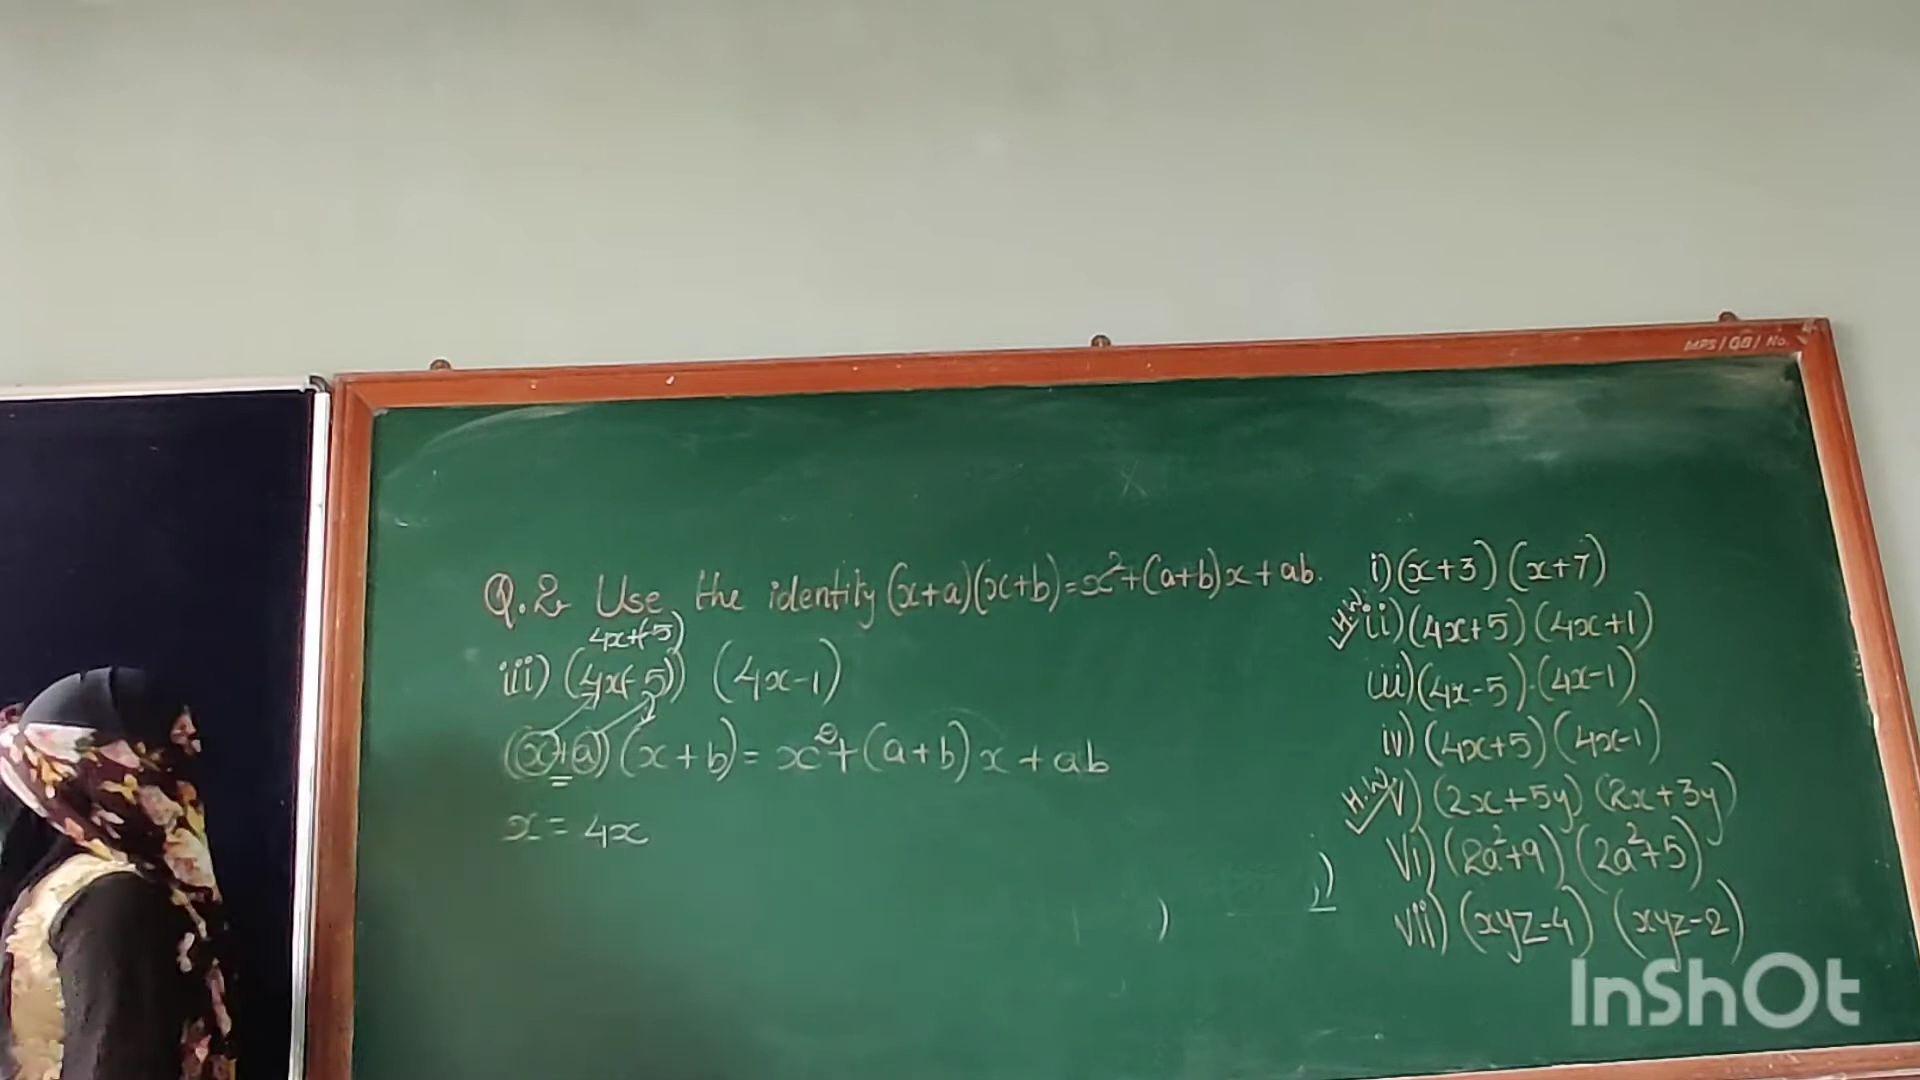 MPS/GB/No.
Q.2. Use the identity (x+a)(x+b)=x²+(a+b)x+ab.
4x+(-5)
iii) (4x(-5)) (4x-1)
(x+a)(x+b)=x²+(a+b)x+ab
x=4x
i)(x+3)(x+7)
H.W. ii)(4x+5)(4x+1)
iii)(4x-5).(4x-1)
iv)(4x+5)(4x-1)
H.W. V)(2x+5y)(2x+3y)
Vi)(2a²+9)(2a²+5)
Vii)(xyz-4)(xyz-2)
InShOt